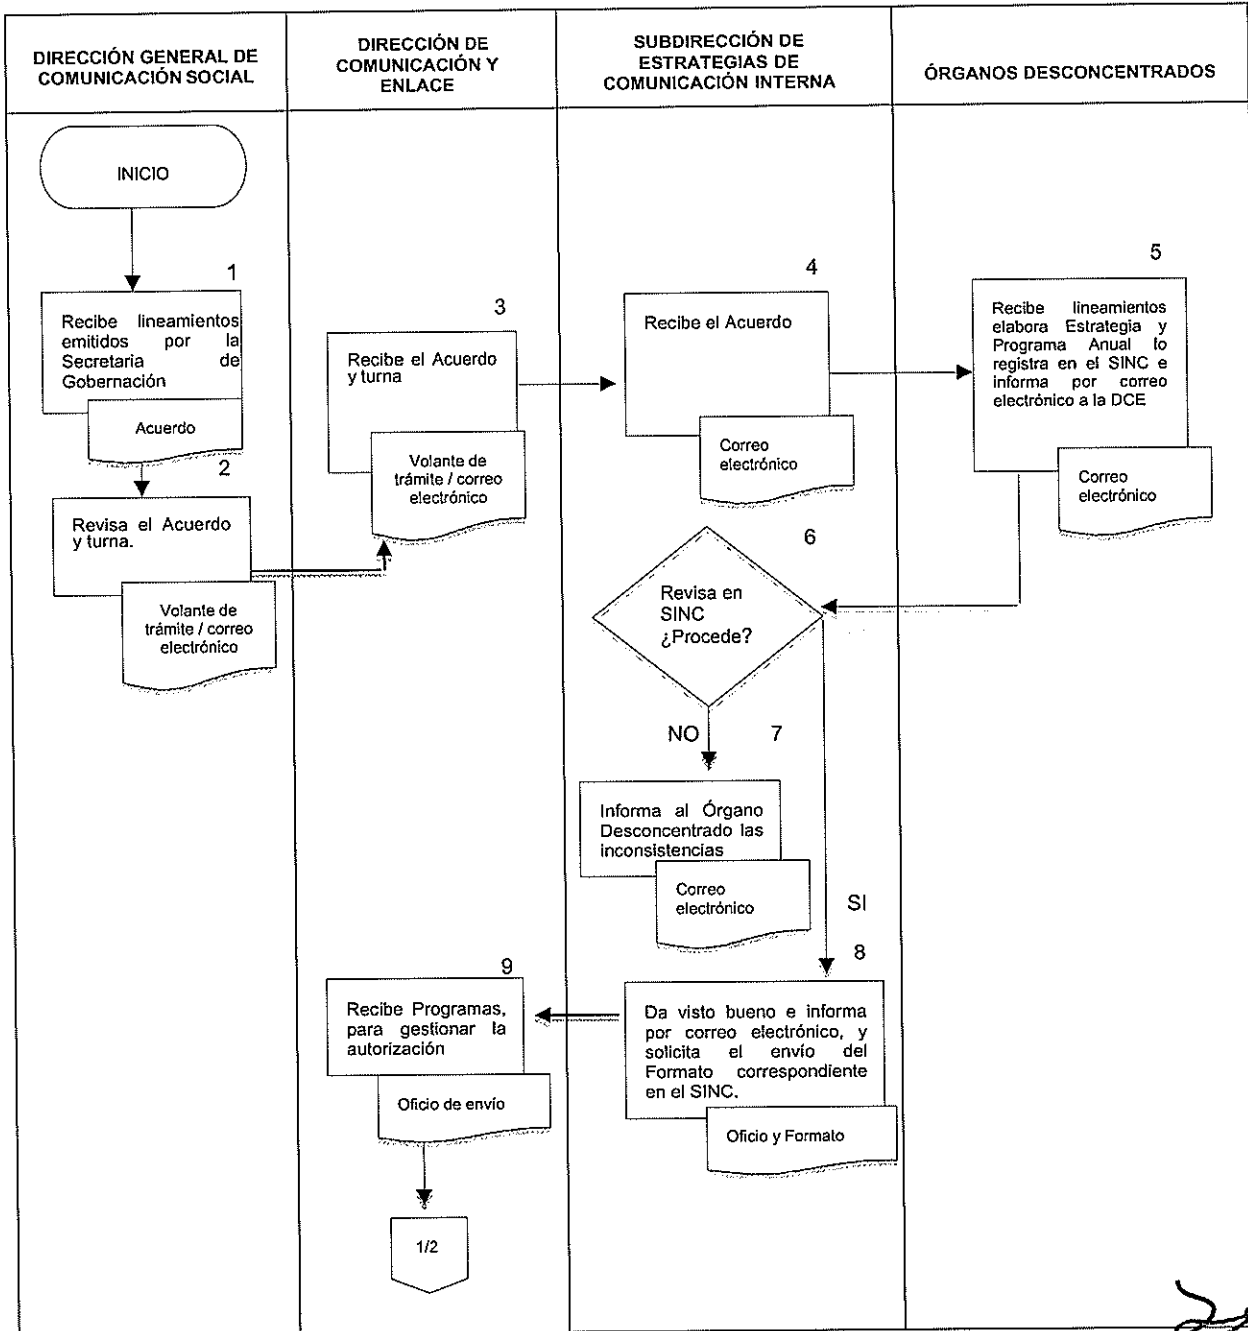 DIRECCIÓN GENERAL DE
COMUNICACIÓN SOCIAL
DIRECCIÓN DE
COMUNICACIÓN Y
ENLACE
SUBDIRECCIÓN DE
ESTRATEGIAS DE
COMUNICACIÓN INTERNA
ÓRGANOS DESCONCENTRADOS
INICIO
1
Recibe lineamientos
emitidos por la
Secretaria de
Gobernación
Acuerdo
2
Revisa el Acuerdo
y turna.
Volante de
trámite / correo
electrónico
3
Recibe el Acuerdo
y turna
Volante de
trámite / correo
electrónico
4
Recibe el Acuerdo
Correo
electrónico
5
Recibe lineamientos
elabora Estrategia y
Programa Anual lo
registra en el SINC e
informa por correo
electrónico a la DCE
Correo
electrónico
6
Revisa en
SINC
¿Procede?
NO
7
Informa al Órgano
Desconcentrado las
inconsistencias
Correo
electrónico
SI
8
Da visto bueno e informa
por correo electrónico, y
solicita el envío del
Formato correspondiente
en el SINC.
Oficio y Formato
9
Recibe Programas,
para gestionar la
autorización
Oficio de envío
1/2